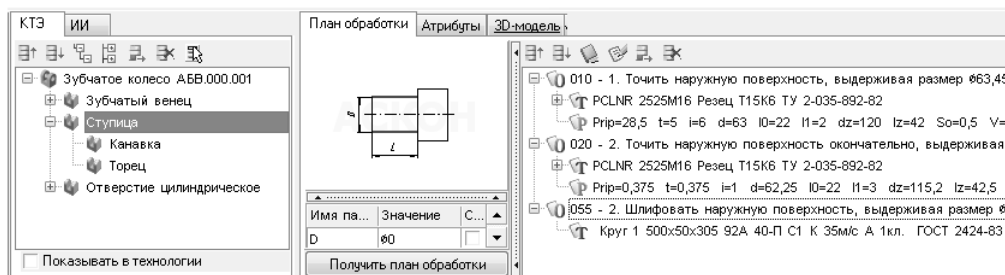 КТЭ ИИ
План обработки Атрибуты 3D-модель
Зубчатое колесо АБВ.000.001
Зубчатый венец
Ступица
Канавка
Торец
Отверстие цилиндрическое
Показывать в технологии
АСКОН
D
l
Имя па... Значение С...
D ϕ0
Получить план обработки
010 - 1. Точить наружную поверхность, выдерживая размер ϕ63,45
PCLNR 2525M16 Резец Т15К6 ТУ 2-035-892-82
Prip=28,5 t=5 i=6 d=63 l0=22 l1=2 dz=120 lz=42 So=0,5 V=
020 - 2. Точить наружную поверхность окончательно, выдерживая
PCLNR 2525M16 Резец Т15К6 ТУ 2-035-892-82
Prip=0,375 t=0,375 i=1 d=62,25 l0=22 l1=3 dz=115,2 lz=42,5
055 - 2. Шлифовать наружную поверхность, выдерживая размер ϕ
Круг 1 500х50х305 92А 40-П С1 К 35м/с А 1кл. ГОСТ 2424-83